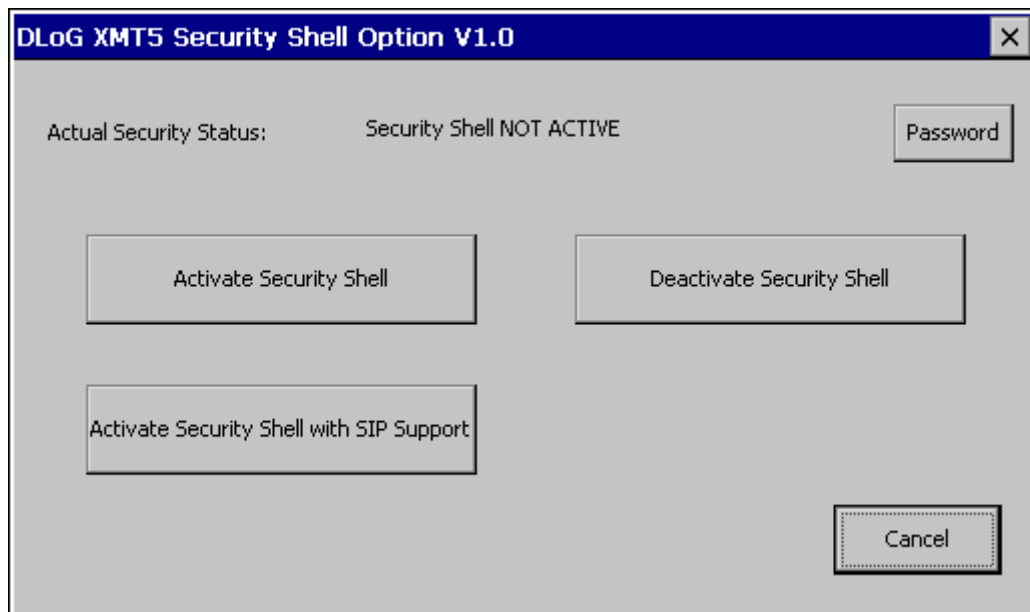 DLoG XMT5 Security Shell Option V1.0
Actual Security Status: Security Shell NOT ACTIVE Password
Activate Security Shell Deactivate Security Shell
Activate Security Shell with SIP Support
Cancel